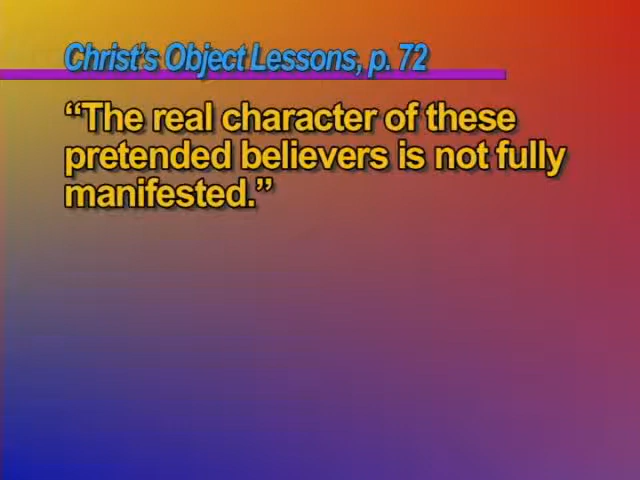 Christ's Object Lessons, p. 72
“The real character of these
pretended believers is not fully
manifested.”